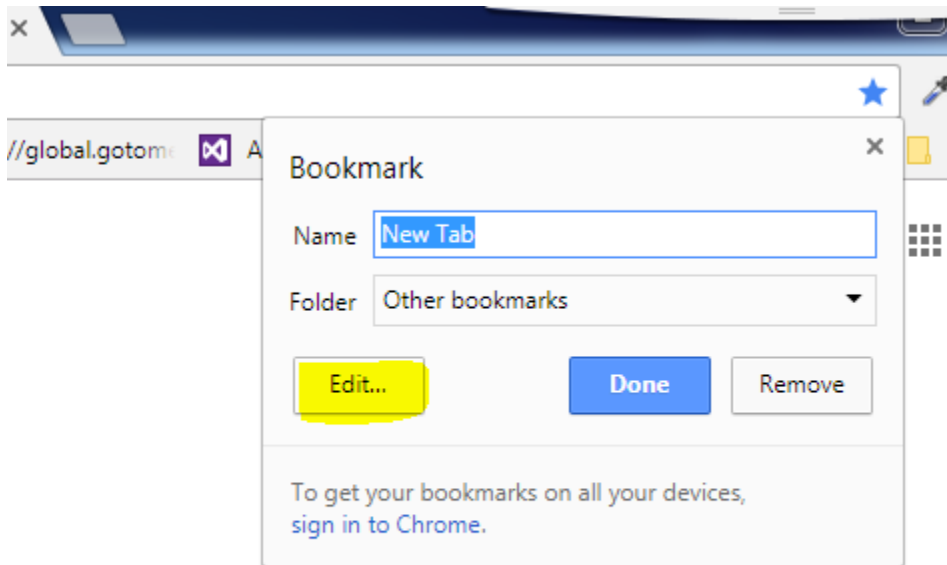 //global.gotome
A
Bookmark
Name New Tab
Folder Other bookmarks
Edit... Done Remove
To get your bookmarks on all your devices,
sign in to Chrome.